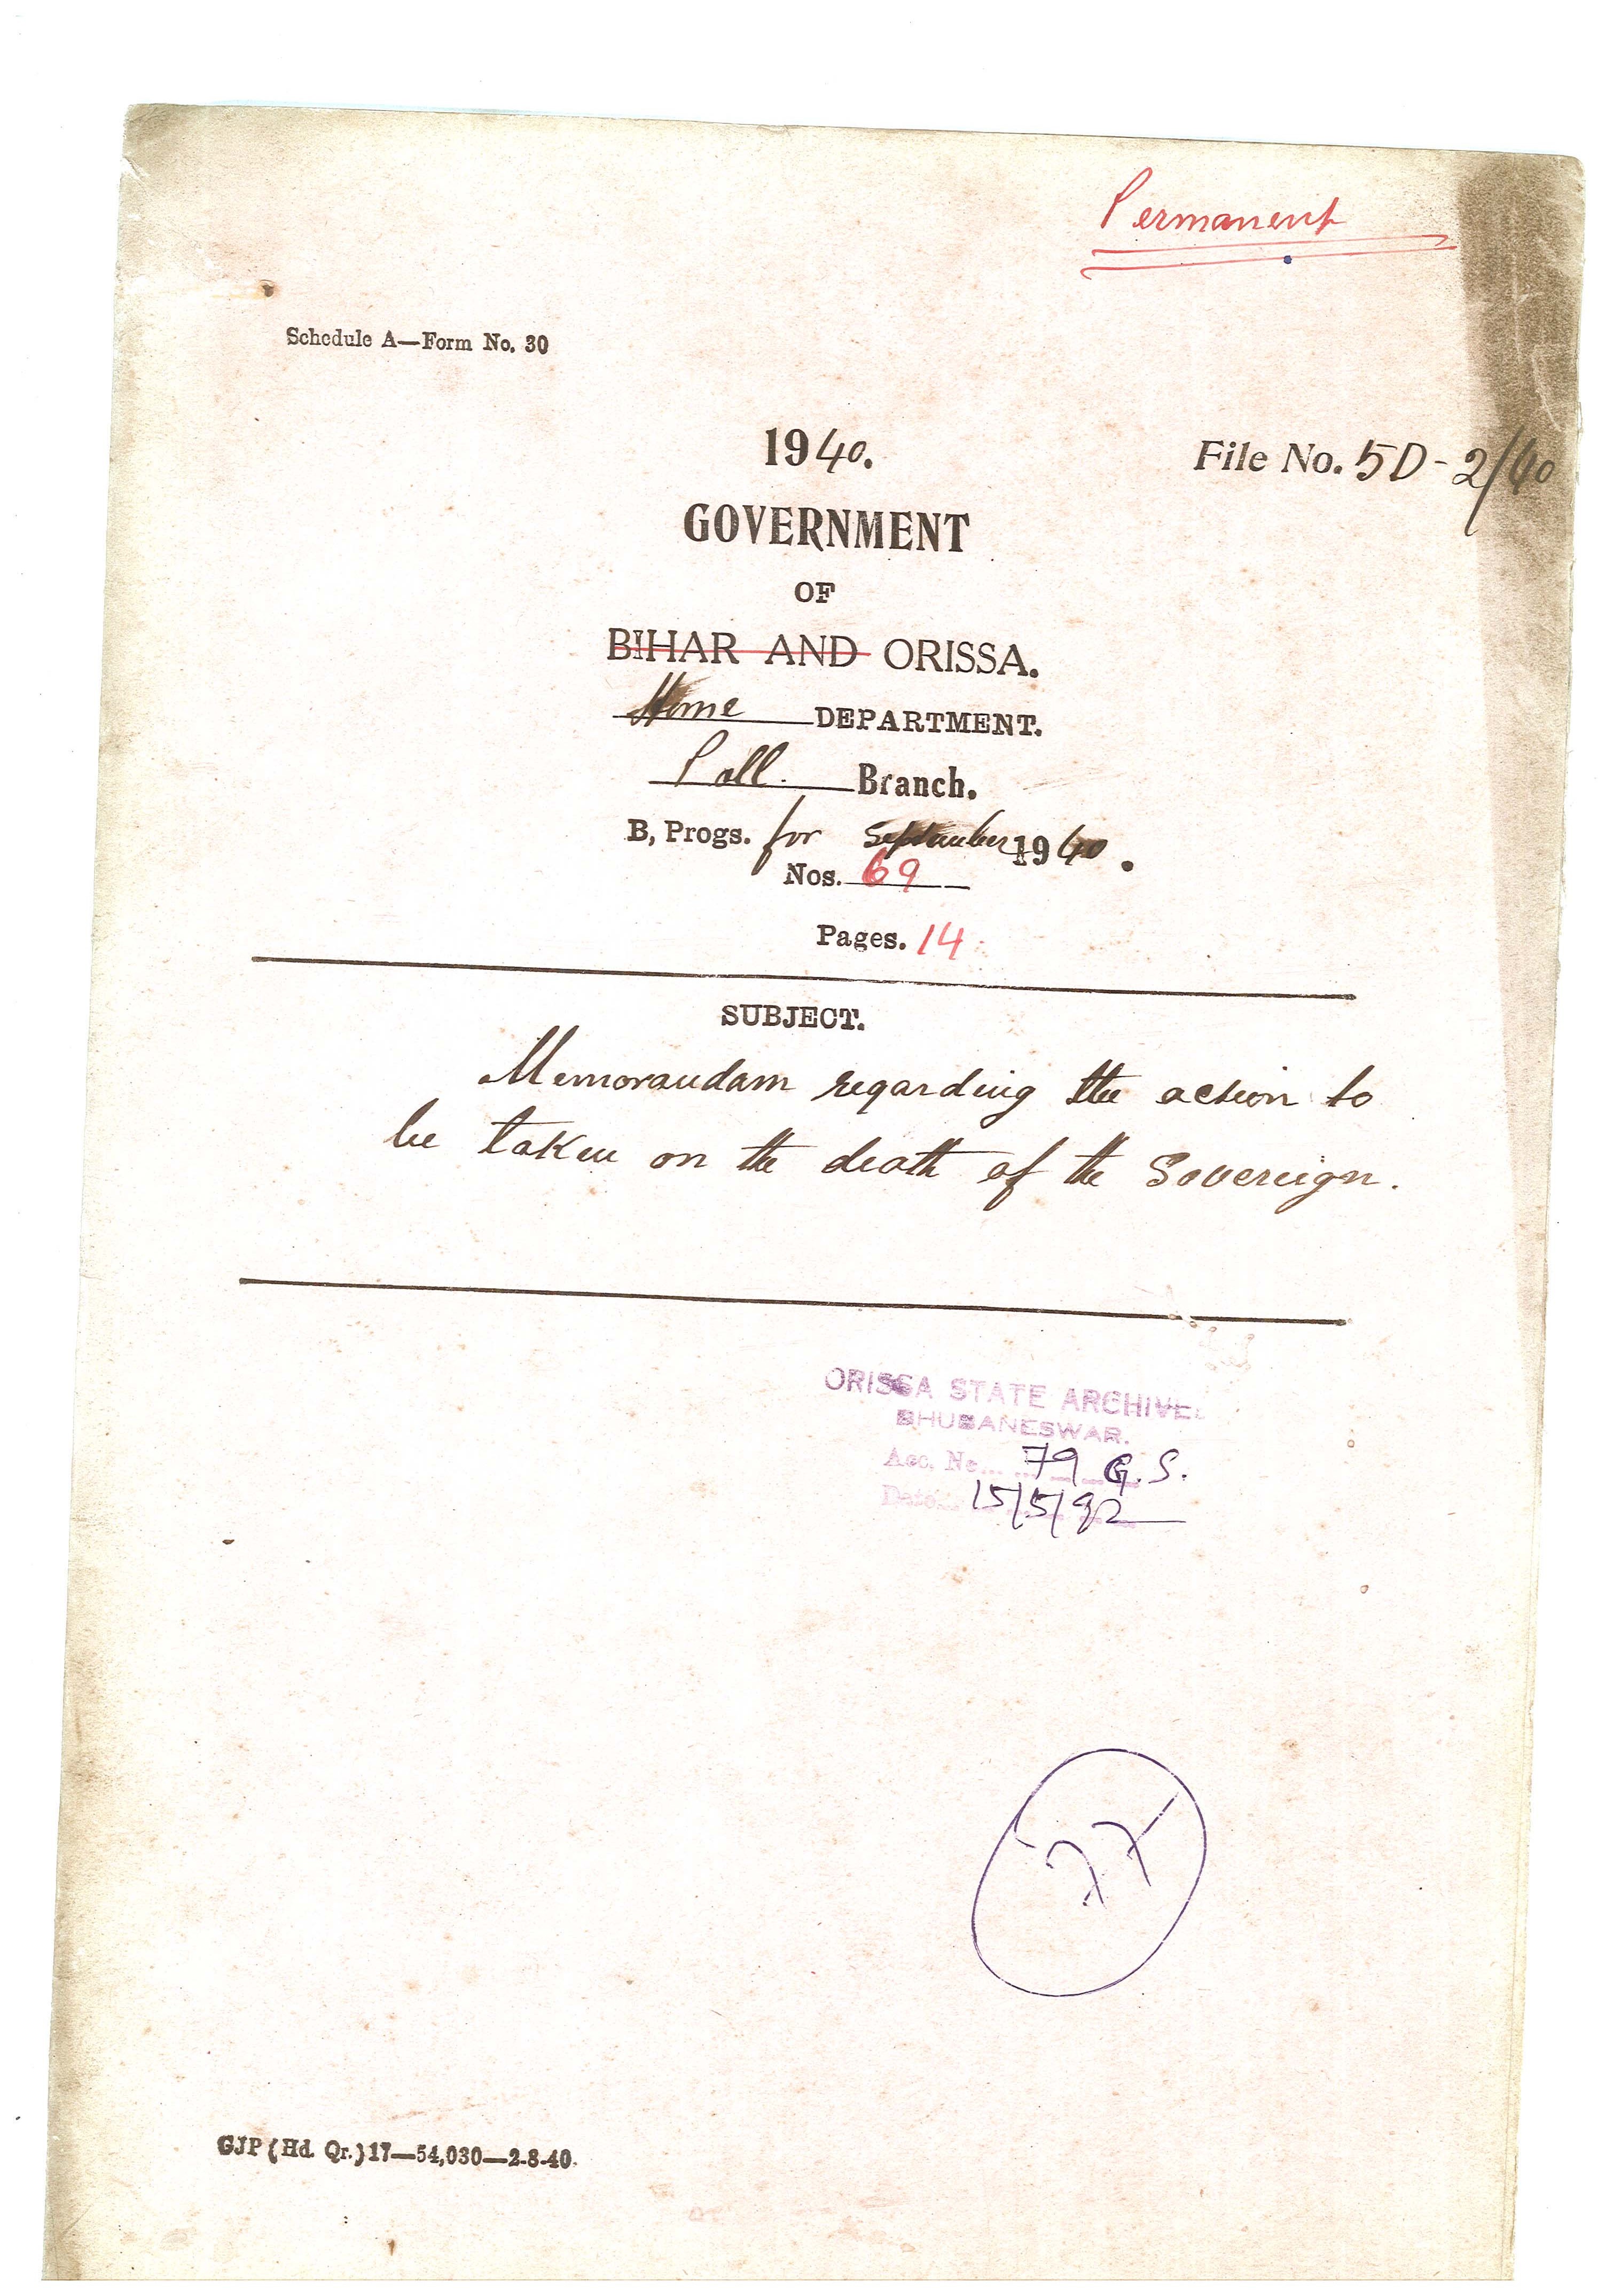 Permanent
Schedule A—Form No. 30
1940.
File No. 5D-2/40
GOVERNMENT
OF
BIHAR AND ORISSA.
Home DEPARTMENT.
Poll. Branch.
B, Progs. for September 1940.
Nos. 69
Pages. 14
SUBJECT.
Memorandam regarding the action to
be taken on the death of the Sovereign.
ORISSA STATE ARCHIVES
BHUBANESWAR.
Acc. No. 79 G.S.
Date 15/5/92
GJP (Hd. Qr.) 17—54,030—2-8-40.